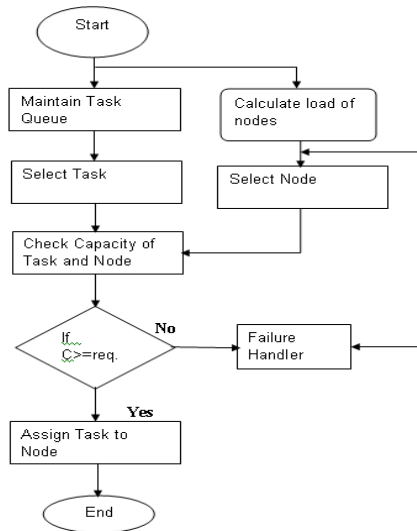 Start
Maintain Task
Queue
Calculate load of
nodes
Select Task
Select Node
Check Capacity of
Task and Node
If
C>=req.
No
Failure
Handler
Yes
Assign Task to
Node
End